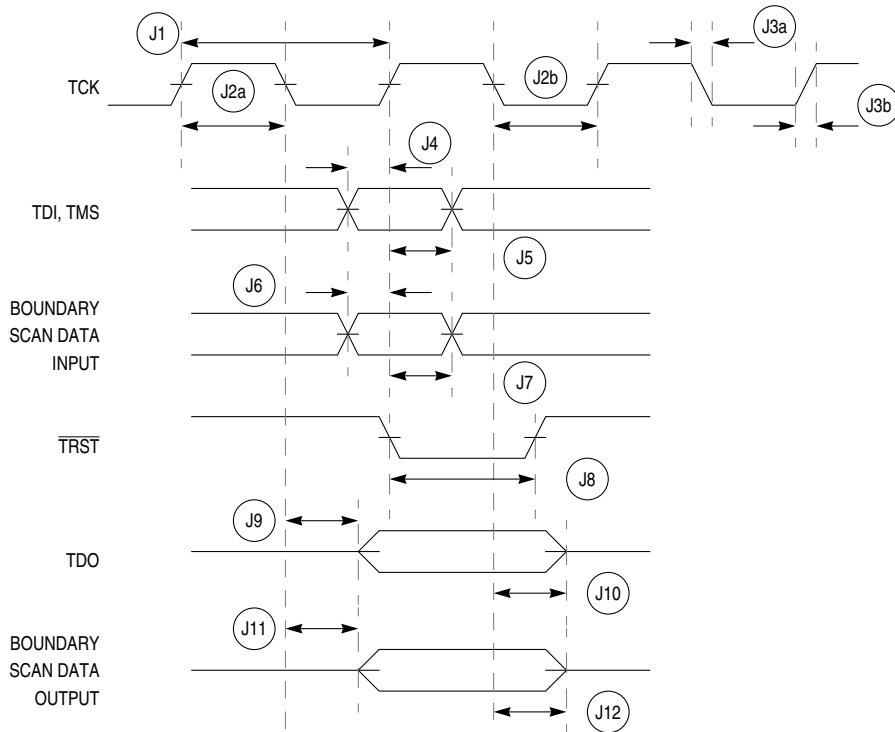 J1
J3a
TCK
J2a
J2b
J3b
J4
TDI, TMS
J5
J6
BOUNDARY
SCAN DATA
INPUT
J7
TRST
J8
J9
TDO
J10
J11
BOUNDARY
SCAN DATA
OUTPUT
J12